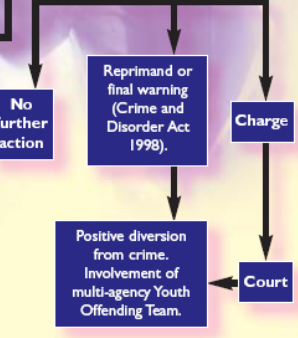 No
further
action
Reprimand or
final warning
(Crime and
Disorder Act
1998).
Charge
Positive diversion
from crime.
Involvement of
multi-agency Youth
Offending Team.
Court